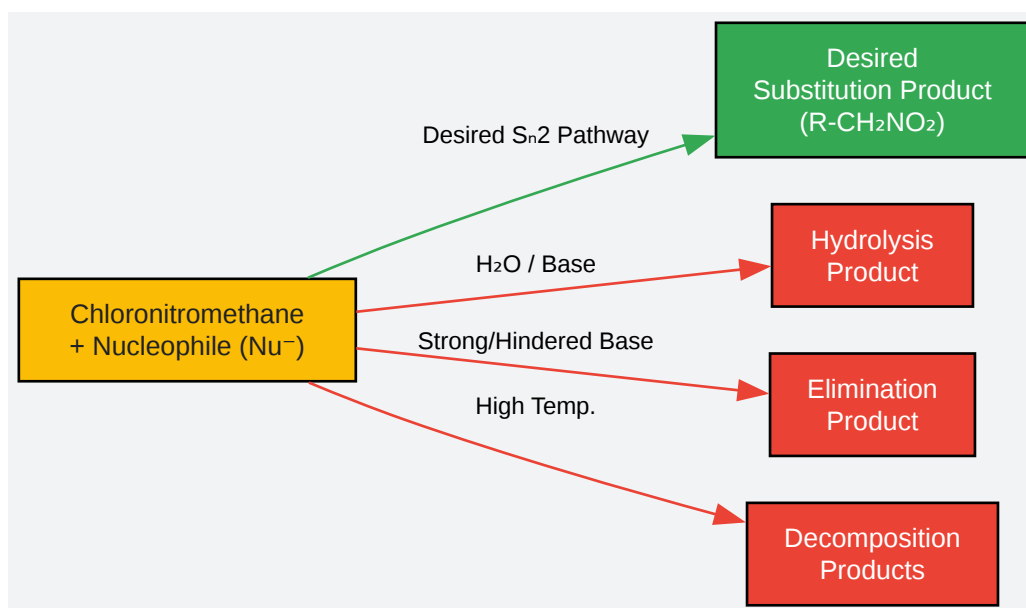 Desired
Substitution Product
(R-CH₂NO₂)
Desired Sₙ2 Pathway
Hydrolysis
Product
H₂O / Base
Chloronitromethane
+ Nucleophile (Nu⁻)
Strong/Hindered Base
Elimination
Product
High Temp.
Decomposition
Products